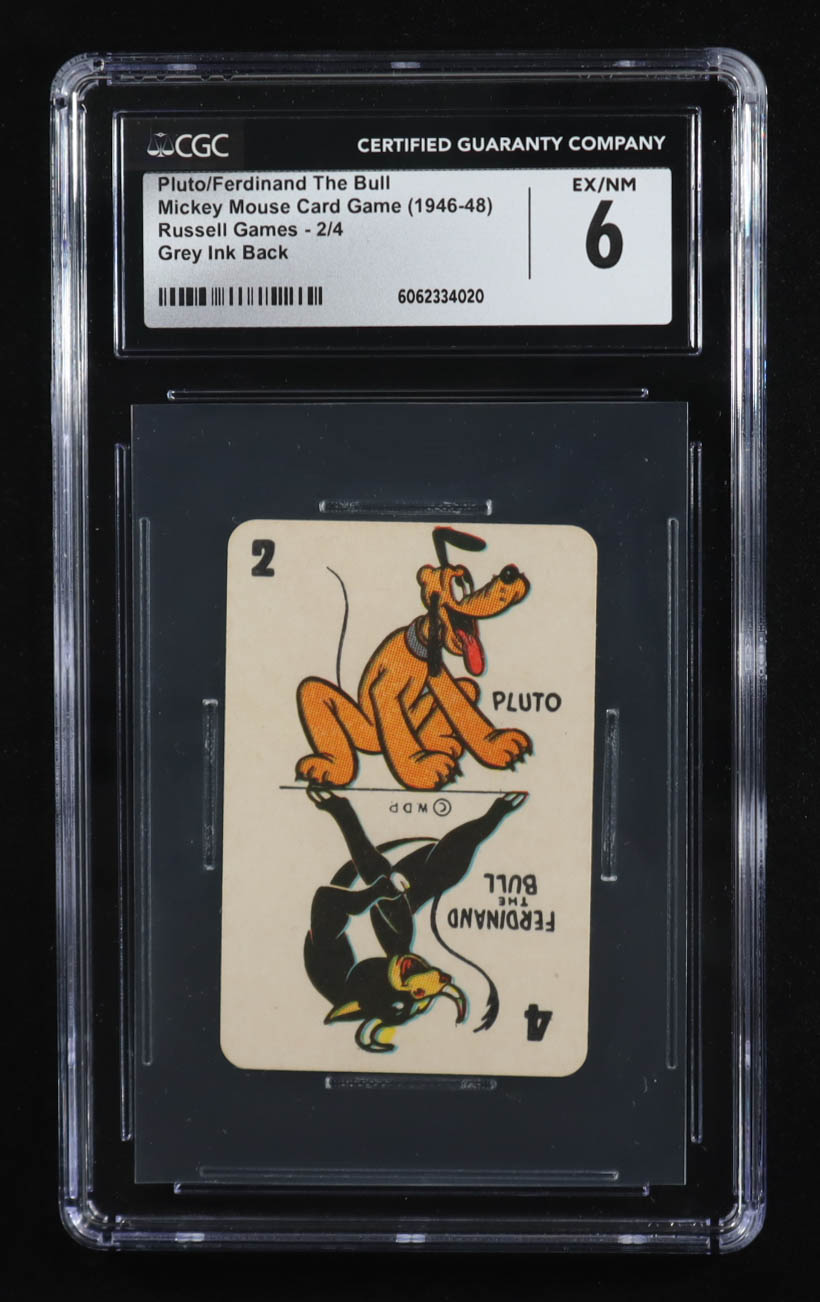 CGC
CERTIFIED GUARANTY COMPANY
Pluto/Ferdinand The Bull
Mickey Mouse Card Game (1946-48)
Russell Games - 2/4
Grey Ink Back
EX/NM
6
6062334020
2
PLUTO
© W D P
FERDINAND
THE
BULL
4